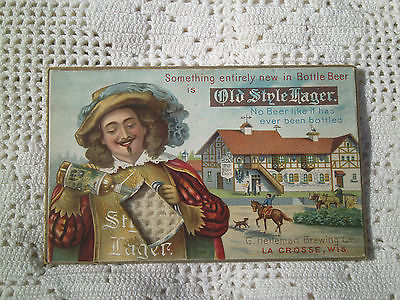 Something entirely new in Bottle Beer
is Old Style Lager.
No Beer like it has
ever been bottled
St
Lager.
G. Heileman Brewing Co.
LA CROSSE, WIS.